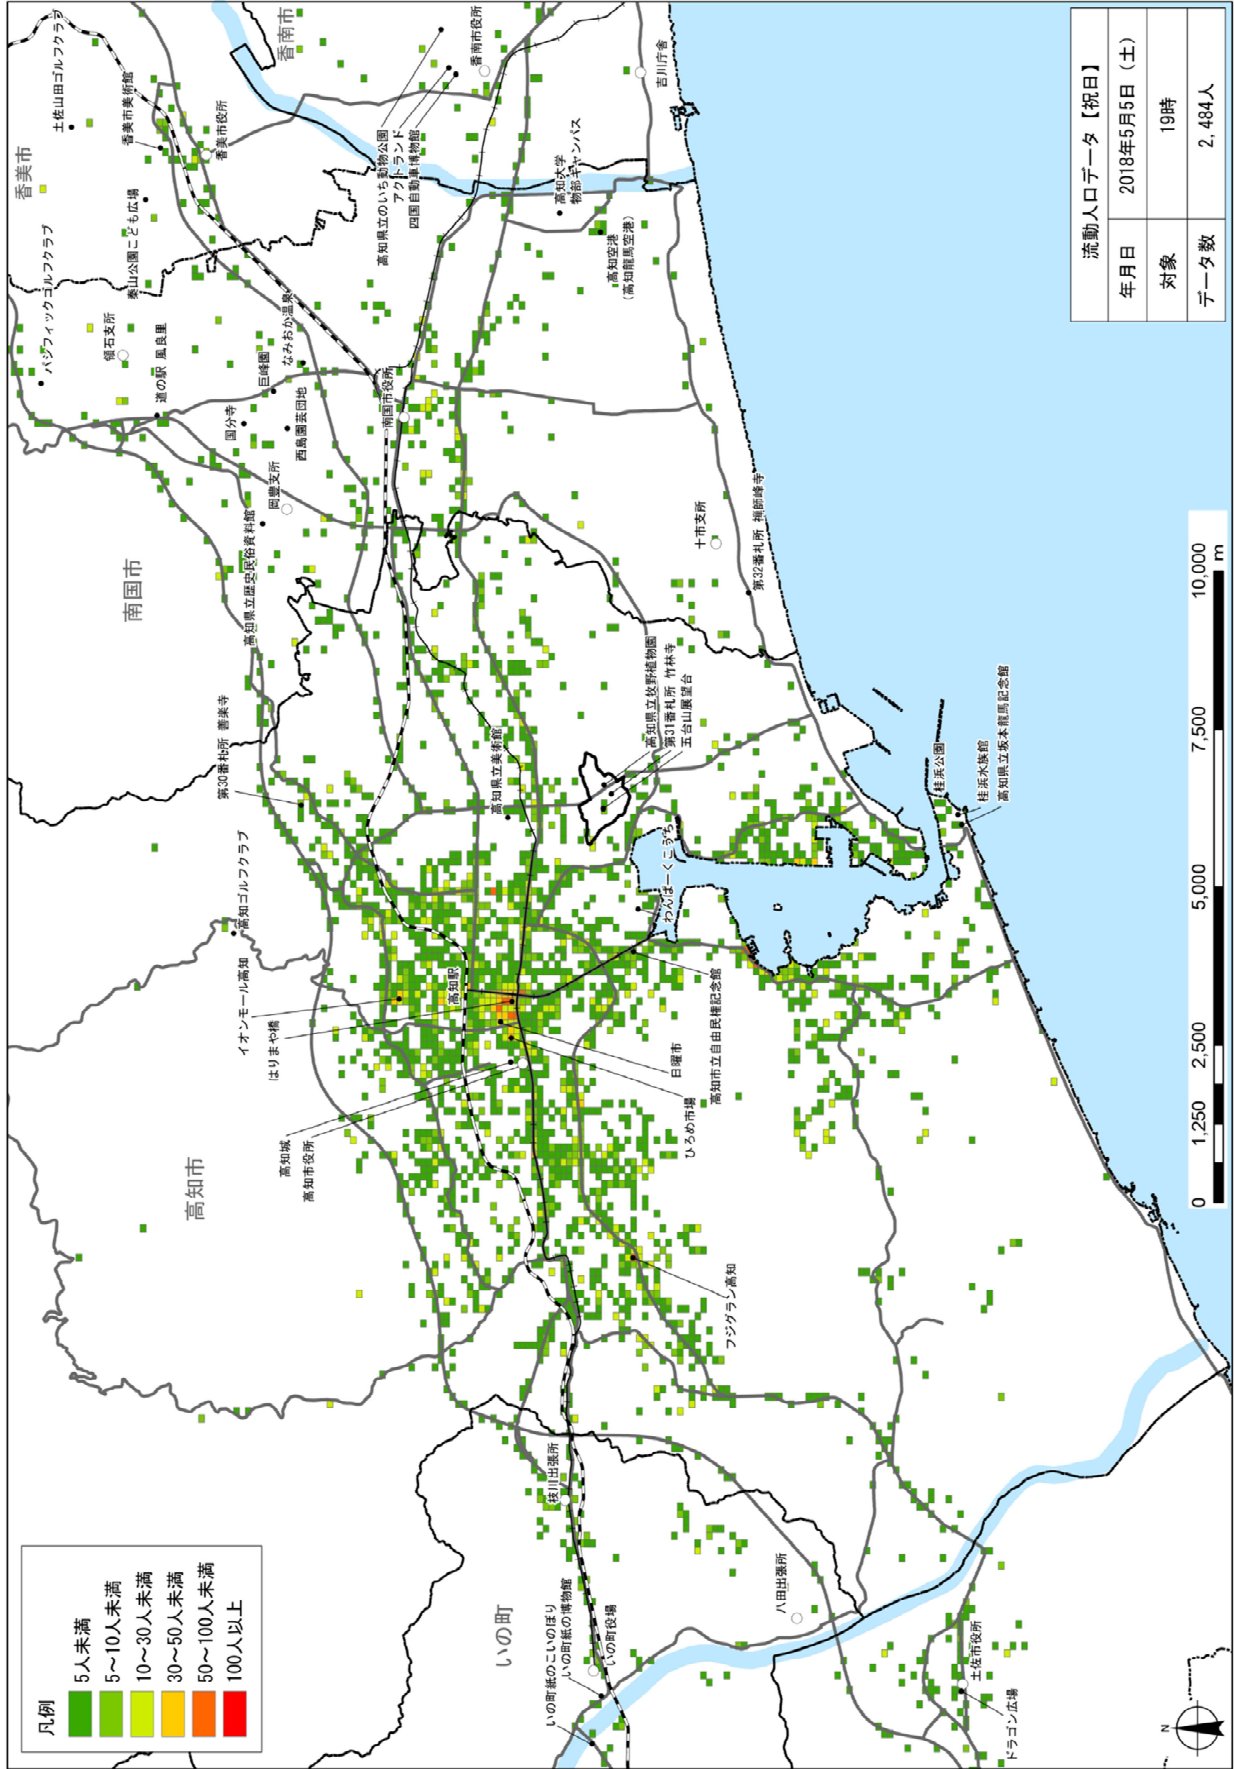 凡例
5人未満
5～10人未満
10～30人未満
30～50人未満
50～100人未満
100人以上
流動人口データ【祝日】
年月日
2018年5月5日（土）
対象
19時
データ数
2,484人
高知市
南国市
香美市
香南市
いの町
土佐山田ゴルフクラブ
香美市美術館
香美市役所
秦山公園こども広場
パシフィックゴルフクラブ
領石支所
道の駅 風良里
国分寺
巨峰園
なみおか温泉
西島園芸団地
岡豊支所
高知県立歴史民俗資料館
南国市役所
高知県立のいち動物公園
アクトランド
四国自動車博物館
香南市役所
吉川庁舎
高知大学
物部キャンパス
高知空港
（高知龍馬空港）
十市支所
第32番札所 禅師峰寺
第30番札所 善楽寺
高知ゴルフクラブ
イオンモール高知
はりまや橋
高知駅
高知県立美術館
高知県立牧野植物園
第31番札所 竹林寺
五台山展望台
わんぱーくこうち
桂浜公園
桂浜水族館
高知県立坂本龍馬記念館
高知城
高知市役所
日曜市
高知市立自由民権記念館
ひろめ市場
フジグラン高知
枝川出張所
いの町紙のこいのぼり
いの町紙の博物館
いの町役場
八田出張所
土佐市役所
ドラゴン広場
N
0
1,250
2,500
5,000
7,500
10,000
m